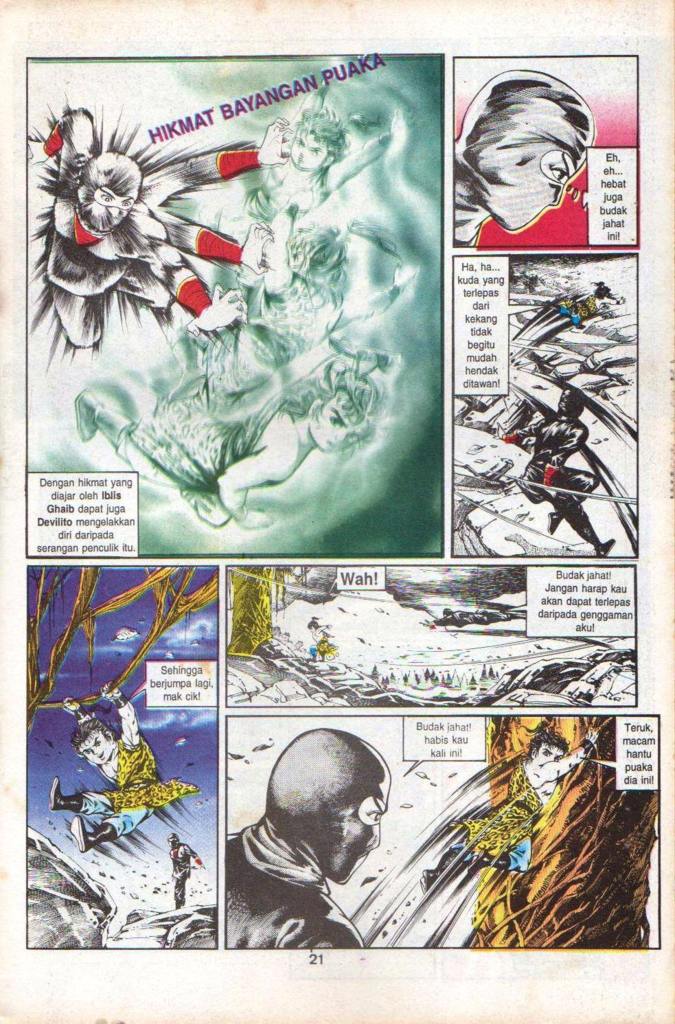 HIKMAT BAYANGAN PUAKA
Dengan hikmat yang
diajar oleh Iblis
Ghaib dapat juga
Devilito mengelakkan
diri daripada
serangan penculik itu.
Eh,
eh...
hebat
juga
budak
jahat
ini!
Ha, ha...
kuda yang
terlepas
dari
kekang
tidak
begitu
mudah
hendak
ditawan!
Sehingga
berjumpa lagi,
mak cik!
Wah!
Budak jahat!
Jangan harap kau
akan dapat terlepas
daripada genggaman
aku!
Budak jahat!
habis kau
kali ini!
Teruk,
macam
hantu
puaka
dia ini!
21